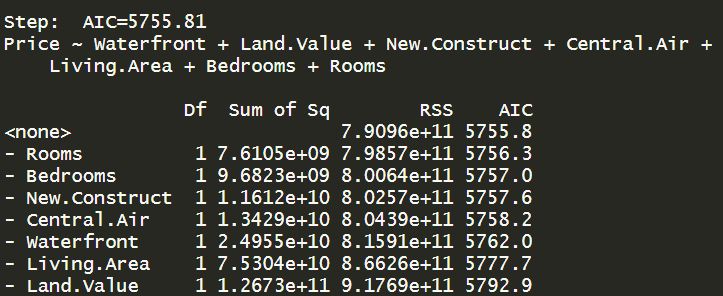 Step:  AIC=5755.81
Price ~ Waterfront + Land.Value + New.Construct + Central.Air +
    Living.Area + Bedrooms + Rooms
                Df  Sum of Sq        RSS    AIC
<none>                        7.9096e+11 5755.8
- Rooms          1 7.6105e+09 7.9857e+11 5756.3
- Bedrooms       1 9.6823e+09 8.0064e+11 5757.0
- New.Construct  1 1.1612e+10 8.0257e+11 5757.6
- Central.Air    1 1.3429e+10 8.0439e+11 5758.2
- Waterfront     1 2.4955e+10 8.1591e+11 5762.0
- Living.Area    1 7.5304e+10 8.6626e+11 5777.7
- Land.Value     1 1.2673e+11 9.1769e+11 5792.9